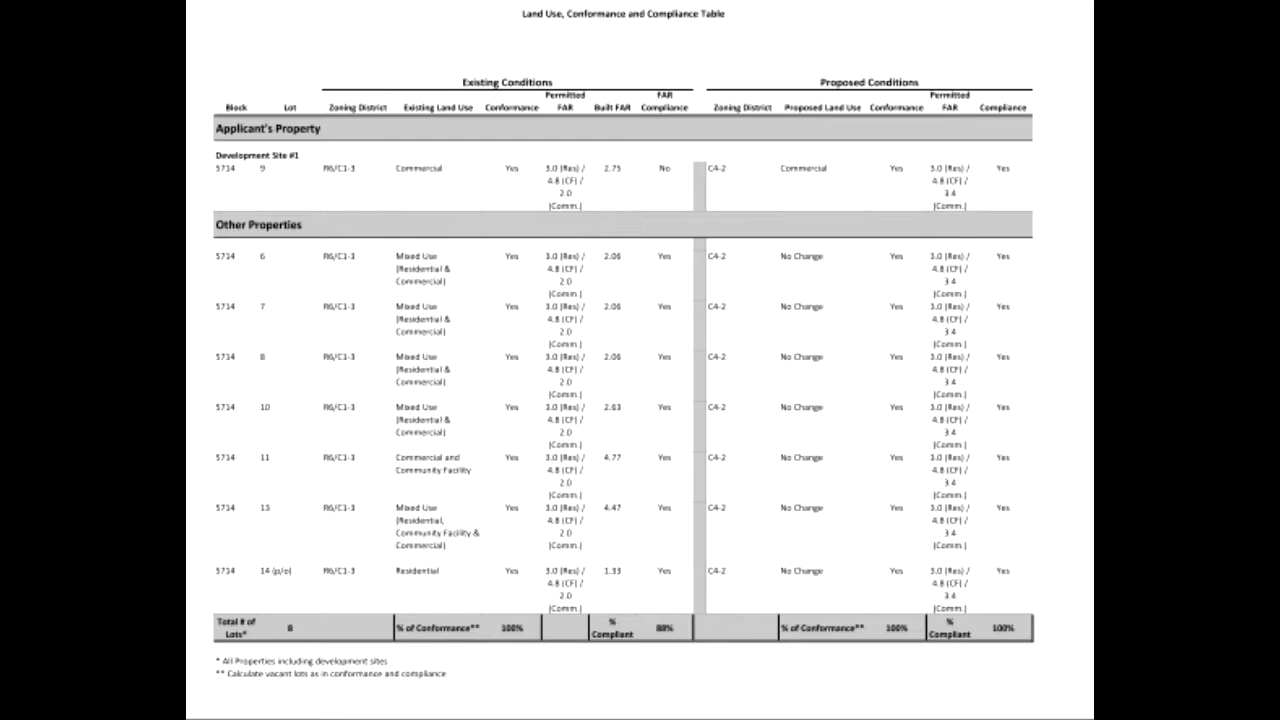 Land Use, Conformance and Compliance Table
Existing Conditions Proposed Conditions
Block Lot Zoning District Existing Land Use Conformance Permitted FAR Built FAR FAR Compliance Zoning District Proposed Land Use Conformance Permitted FAR Compliance
Applicant's Property
Development Site #1
5714 9 R6/C1-3 Commercial Yes 3.0 (Res) / 2.75 No C4-2 Commercial Yes 3.0 (Res) / Yes
4.8 (CF) / 4.8 (CF) /
2.0 3.4
(Comm.) (Comm.)
Other Properties
5714 6 R6/C1-3 Mixed Use Yes 3.0 (Res) / 2.06 Yes C4-2 No Change Yes 3.0 (Res) / Yes
(Residential & 4.8 (CF) / 4.8 (CF) /
Commercial) 2.0 3.4
(Comm.) (Comm.)
5714 7 R6/C1-3 Mixed Use Yes 3.0 (Res) / 2.06 Yes C4-2 No Change Yes 3.0 (Res) / Yes
(Residential & 4.8 (CF) / 4.8 (CF) /
Commercial) 2.0 3.4
(Comm.) (Comm.)
5714 8 R6/C1-3 Mixed Use Yes 3.0 (Res) / 2.06 Yes C4-2 No Change Yes 3.0 (Res) / Yes
(Residential & 4.8 (CF) / 4.8 (CF) /
Commercial) 2.0 3.4
(Comm.) (Comm.)
5714 10 R6/C1-3 Mixed Use Yes 3.0 (Res) / 2.63 Yes C4-2 No Change Yes 3.0 (Res) / Yes
(Residential & 4.8 (CF) / 4.8 (CF) /
Commercial) 2.0 3.4
(Comm.) (Comm.)
5714 11 R6/C1-3 Commercial and Yes 3.0 (Res) / 4.77 Yes C4-2 No Change Yes 3.0 (Res) / Yes
Community Facility 4.8 (CF) / 4.8 (CF) /
2.0 3.4
(Comm.) (Comm.)
5714 13 R6/C1-3 Mixed Use Yes 3.0 (Res) / 4.47 Yes C4-2 No Change Yes 3.0 (Res) / Yes
(Residential, 4.8 (CF) / 4.8 (CF) /
Community Facility & 2.0 3.4
Commercial) (Comm.) (Comm.)
5714 14 (p/o) R6/C1-3 Residential Yes 3.0 (Res) / 1.33 Yes C4-2 No Change Yes 3.0 (Res) / Yes
4.8 (CF) / 4.8 (CF) /
2.0 3.4
(Comm.) (Comm.)
Total # of Lots* 8 % of Conformance** 100% % Compliant 88% % of Conformance** 100% % Compliant 100%
* All Properties including development sites
** Calculate vacant lots as in conformance and compliance